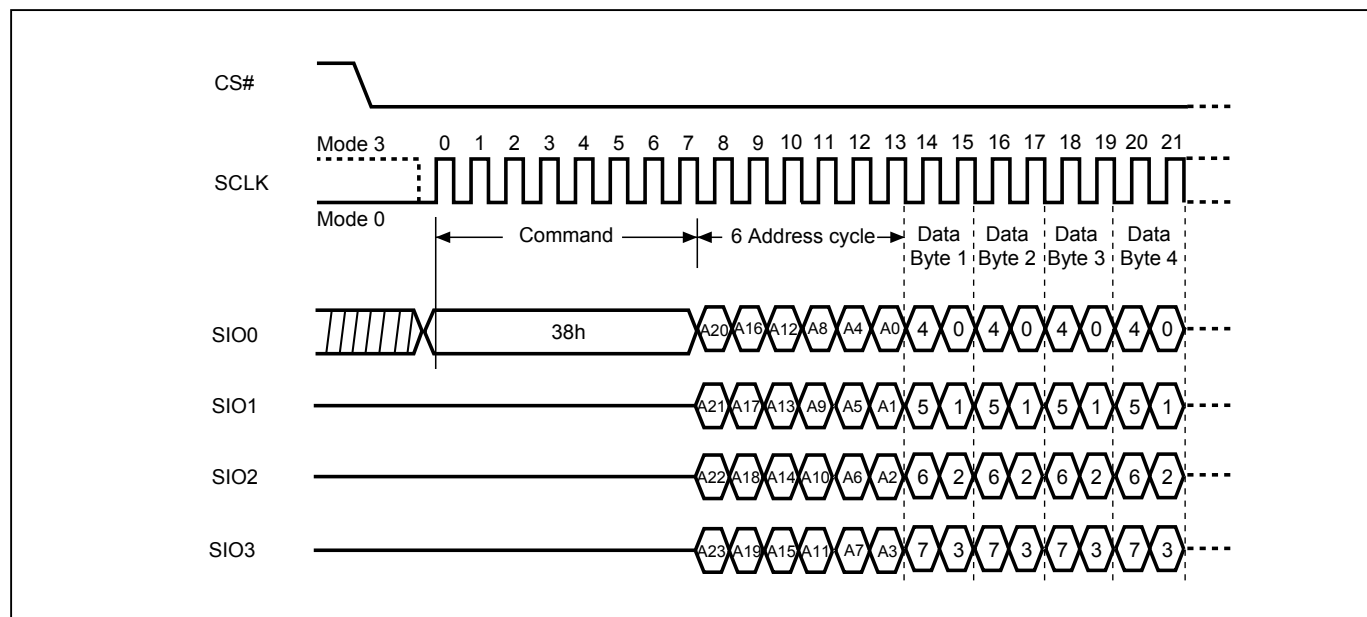 CS#
Mode 3 0 1 2 3 4 5 6 7 8 9 10 11 12 13 14 15 16 17 18 19 20 21
SCLK
Mode 0
Command 6 Address cycle Data Byte 1 Data Byte 2 Data Byte 3 Data Byte 4
SIO0 38h A20 A16 A12 A8 A4 A0 4 0 4 0 4 0 4 0
SIO1 A21 A17 A13 A9 A5 A1 5 1 5 1 5 1 5 1
SIO2 A22 A18 A14 A10 A6 A2 6 2 6 2 6 2 6 2
SIO3 A23 A19 A15 A11 A7 A3 7 3 7 3 7 3 7 3